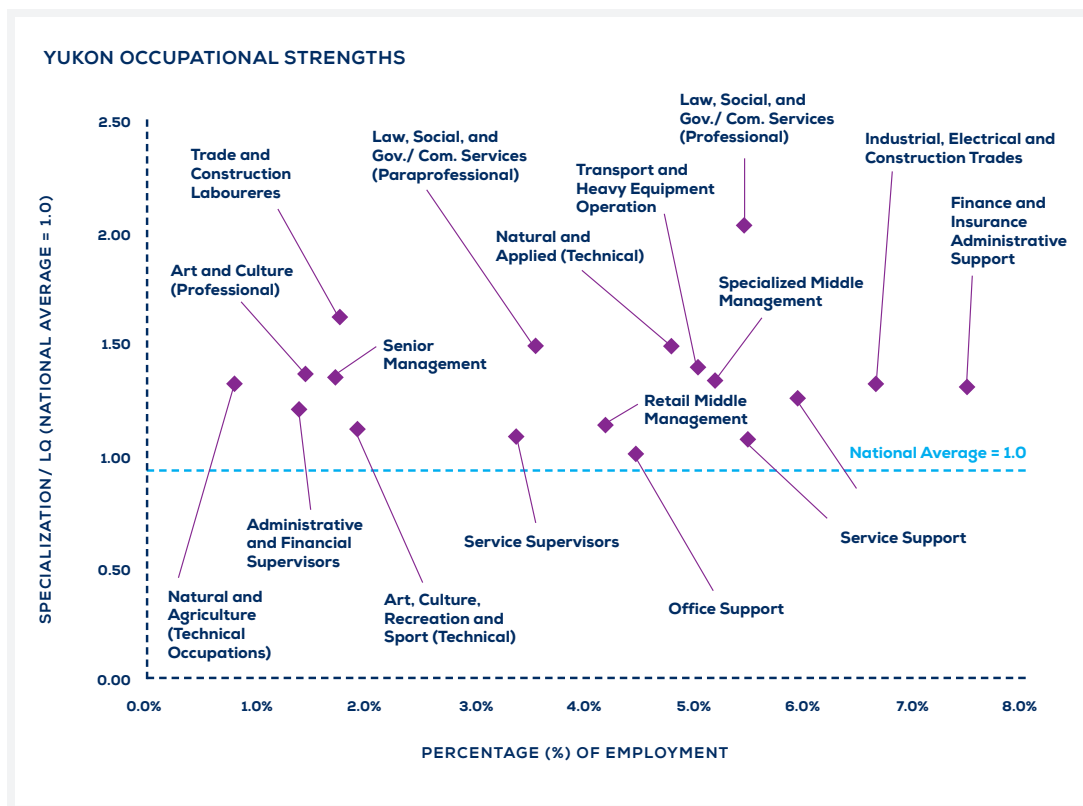 YUKON OCCUPATIONAL STRENGTHS
SPECIALIZATION/ LQ (NATIONAL AVERAGE = 1.0)
2.50
2.00
1.50
1.00
0.50
0.00
Trade and
Construction
Laboureres
Law, Social, and
Gov./ Com. Services
(Paraprofessional)
Law, Social, and
Gov./ Com. Services
(Professional)
Transport and
Heavy Equipment
Operation
Industrial, Electrical and
Construction Trades
Finance and
Insurance
Administrative
Support
Natural and
Applied (Technical)
Art and Culture
(Professional)
Specialized Middle
Management
Senior
Management
Retail Middle
Management
National Average = 1.0
Administrative
and Financial
Supervisors
Service Supervisors
Service Support
Natural and
Agriculture
(Technical
Occupations)
Art, Culture,
Recreation and
Sport (Technical)
Office Support
0.0%
1.0%
2.0%
3.0%
4.0%
5.0%
6.0%
7.0%
8.0%
PERCENTAGE (%) OF EMPLOYMENT